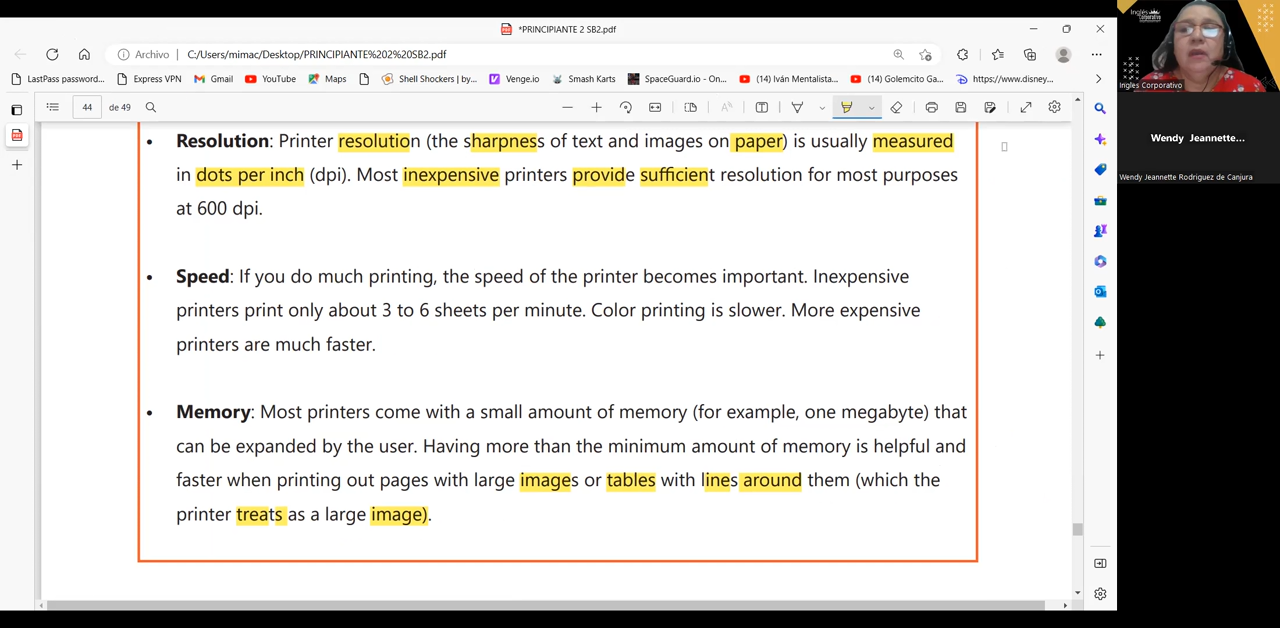 *PRINCIPIANTE 2 SB2.pdf
Archivo C:/Users/mimac/Desktop/PRINCIPIANTE%202%20SB2.pdf
LastPass password... Express VPN Gmail YouTube Maps Shell Shockers | by... Venge.io Smash Karts SpaceGuard.io - On... (14) Iván Mentalista... (14) Golemcito Ga... https://www.disney...
44 de 49
• Resolution: Printer resolution (the sharpness of text and images on paper) is usually measured
in dots per inch (dpi). Most inexpensive printers provide sufficient resolution for most purposes
at 600 dpi.
• Speed: If you do much printing, the speed of the printer becomes important. Inexpensive
printers print only about 3 to 6 sheets per minute. Color printing is slower. More expensive
printers are much faster.
• Memory: Most printers come with a small amount of memory (for example, one megabyte) that
can be expanded by the user. Having more than the minimum amount of memory is helpful and
faster when printing out pages with large images or tables with lines around them (which the
printer treats as a large image).
Inglés
Corporativo
Ingles Corporativo
Wendy Jeannette...
Wendy Jeannette Rodriguez de Canjura